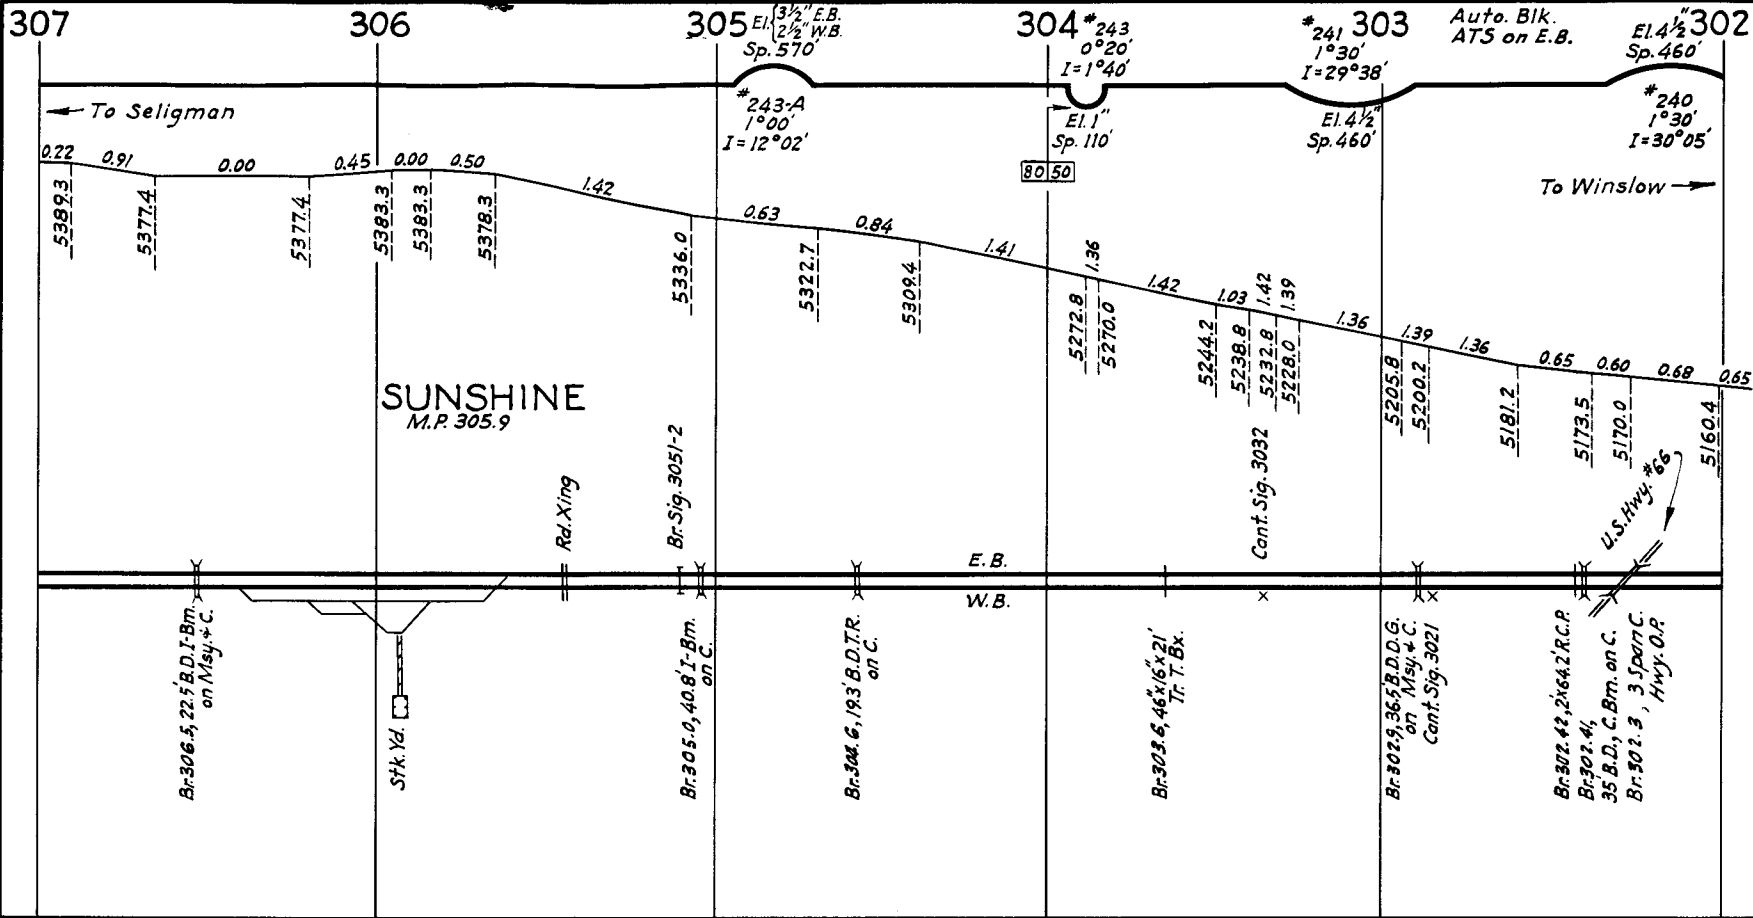 307
306
305
304
303
302
El. { 3½" E.B.
2½" W.B.
Sp. 570'
#243
0°20'
I=1°40'
#241
1°30'
I=29°38'
Auto. Blk.
ATS on E.B.
El. 4½"
Sp. 460'
To Seligman
#243-A
1°00'
I=12°02'
El. 1"
Sp. 110'
El. 4½"
Sp. 460'
#240
1°30'
I=30°05'
80 50
To Winslow
0.22
0.91
0.00
0.45
0.00
0.50
1.42
0.63
0.84
1.41
1.36
1.42
1.03
1.42
1.39
1.36
1.39
1.36
0.65
0.60
0.68
0.65
5389.3
5377.4
5377.4
5383.3
5383.3
5378.3
5336.0
5322.7
5309.4
5272.8
5270.0
5244.2
5238.8
5232.8
5228.0
5205.8
5200.2
5181.2
5173.5
5170.0
5160.4
SUNSHINE
M.P. 305.9
Rd. Xing
Br. Sig. 3051-2
Cant. Sig. 3032
U.S. Hwy. #66
E.B.
W.B.
Br. 306.5, 22.5' B.D. I-Bm.
on Msy. & C.
Stk. Yd.
Br. 305.0, 40.8' I-Bm.
on C.
Br. 304.6, 19.3' B.D.T.R.
on C.
Br. 303.6, 46"x16"x21'
Tr. T. Bx.
Br. 302.9, 36.5' B.D.D.G.
on Msy. & C.
Cant. Sig. 3021
Br. 302.42, 2'x64.2' R.C.P.
Br. 302.41,
35' B.D., C. Bm. on C.
Br. 302.3, 3 Span C.
Hwy. O.P.